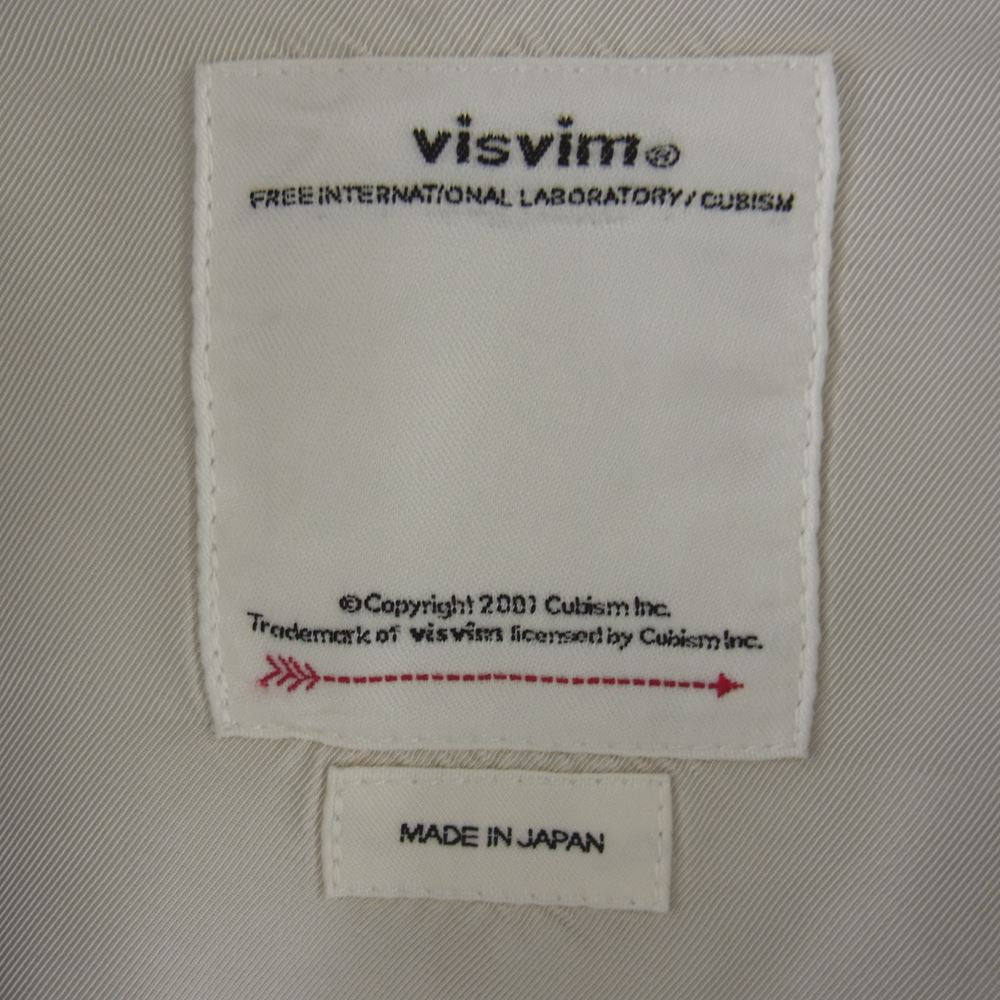 visvim®
FREE INTERNATIONAL LABORATORY / CUBISM
©Copyright 2001 Cubism Inc.
Trademark of visvim licensed by Cubism Inc.
MADE IN JAPAN